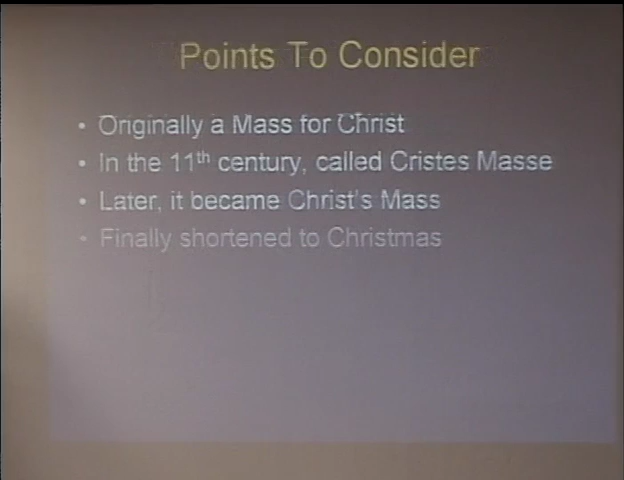 Points To Consider
• Originally a Mass for Christ
• In the 11th century, called Cristes Masse
• Later, it became Christ's Mass
• Finally shortened to Christmas